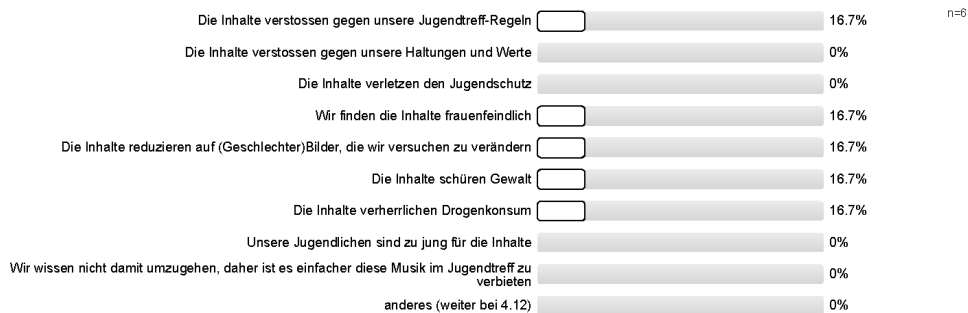 n=6
Die Inhalte verstossen gegen unsere Jugendtreff-Regeln 16.7%
Die Inhalte verstossen gegen unsere Haltungen und Werte 0%
Die Inhalte verletzen den Jugendschutz 0%
Wir finden die Inhalte frauenfeindlich 16.7%
Die Inhalte reduzieren auf (Geschlechter)Bilder, die wir versuchen zu verändern 16.7%
Die Inhalte schüren Gewalt 16.7%
Die Inhalte verherrlichen Drogenkonsum 16.7%
Unsere Jugendlichen sind zu jung für die Inhalte 0%
Wir wissen nicht damit umzugehen, daher ist es einfacher diese Musik im Jugendtreff zu
verbieten 0%
anderes (weiter bei 4.12) 0%